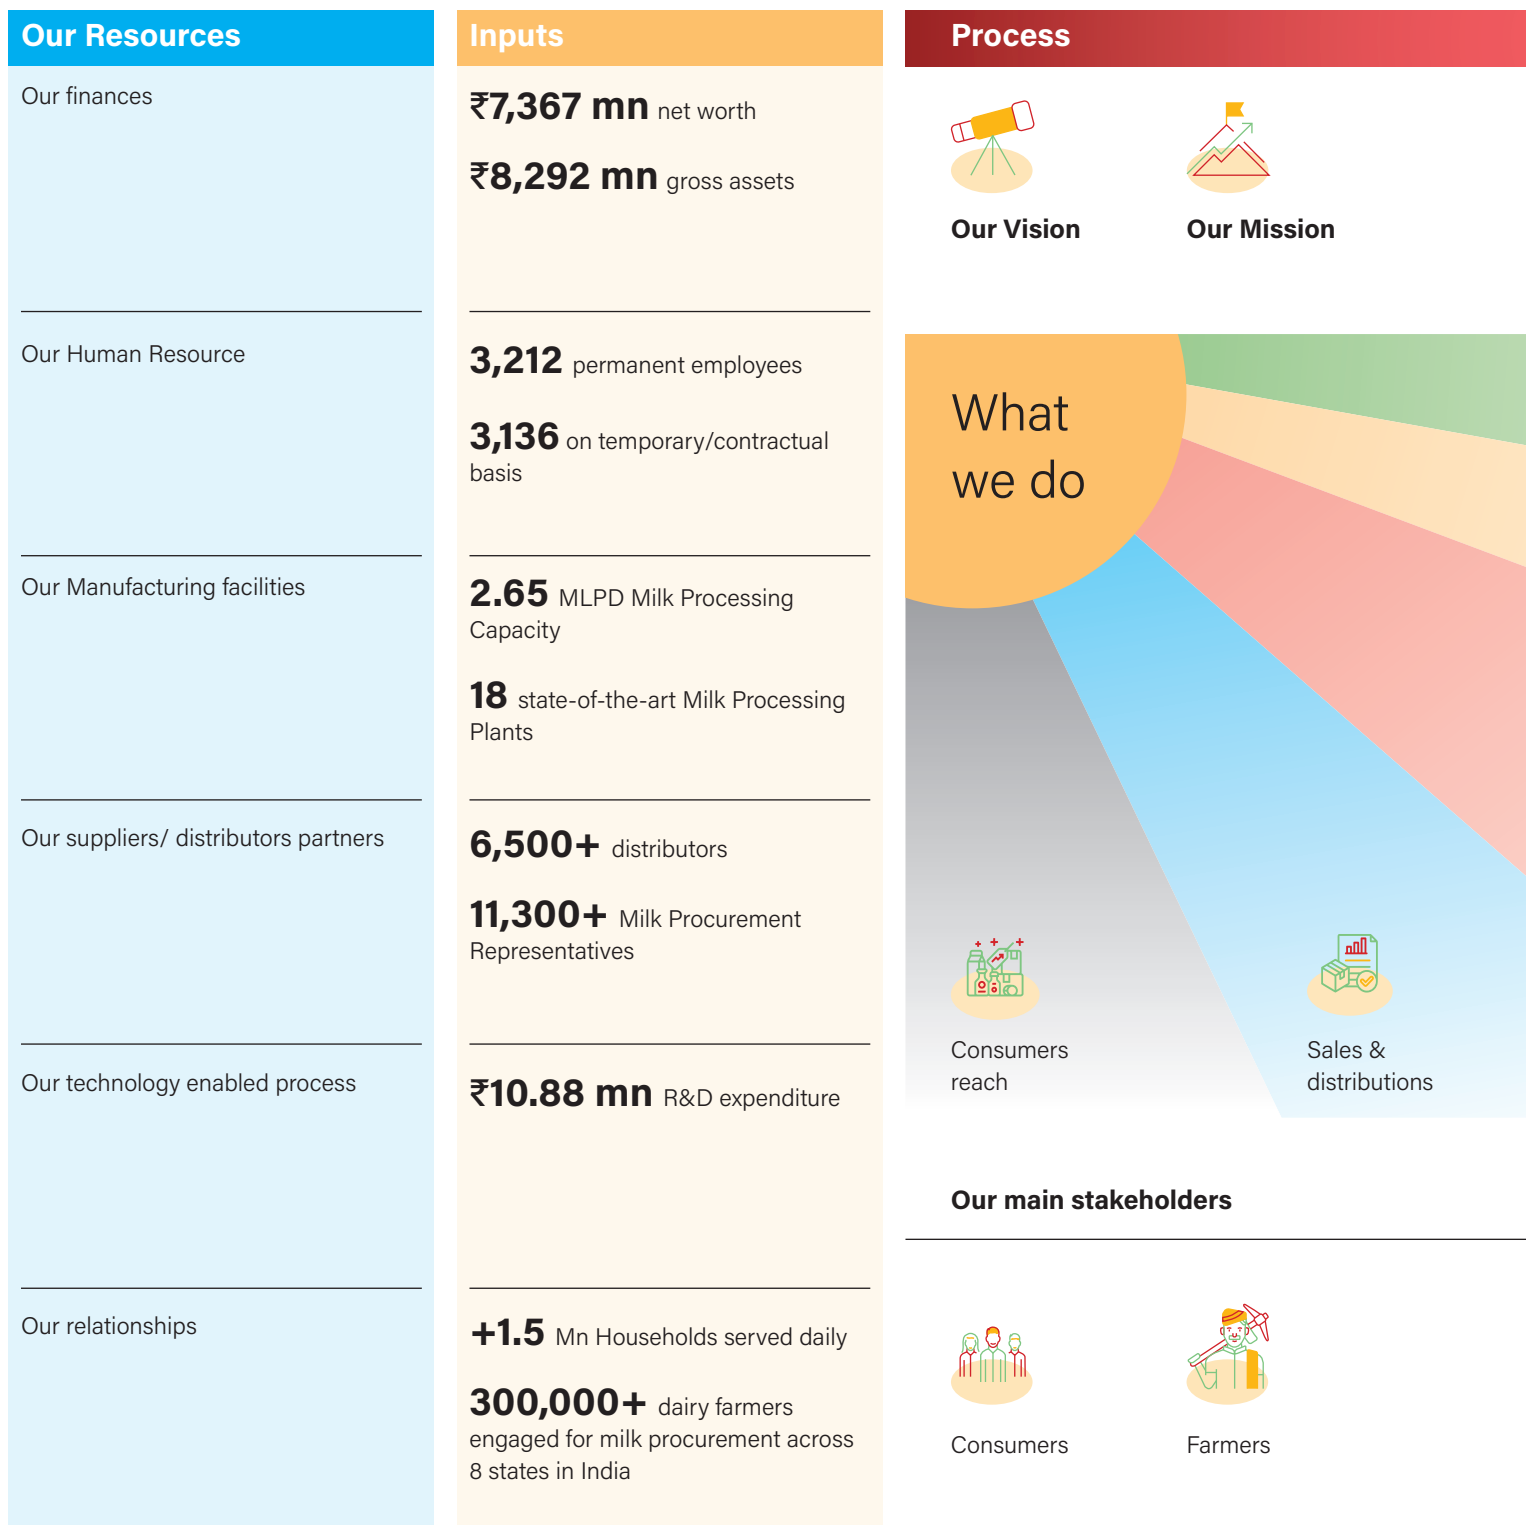 Our Resources
Our finances
Our Human Resource
Our Manufacturing facilities
Our suppliers/ distributors partners
Our technology enabled process
Our relationships
Inputs
₹7,367 mn net worth
₹8,292 mn gross assets
3,212 permanent employees
3,136 on temporary/contractual
basis
2.65 MLPD Milk Processing
Capacity
18 state-of-the-art Milk Processing
Plants
6,500+ distributors
11,300+ Milk Procurement
Representatives
₹10.88 mn R&D expenditure
+1.5 Mn Households served daily
300,000+ dairy farmers
engaged for milk procurement across
8 states in India
Process
Our Vision
Our Mission
What
we do
Consumers
reach
Sales &
distributions
Our main stakeholders
Consumers
Farmers